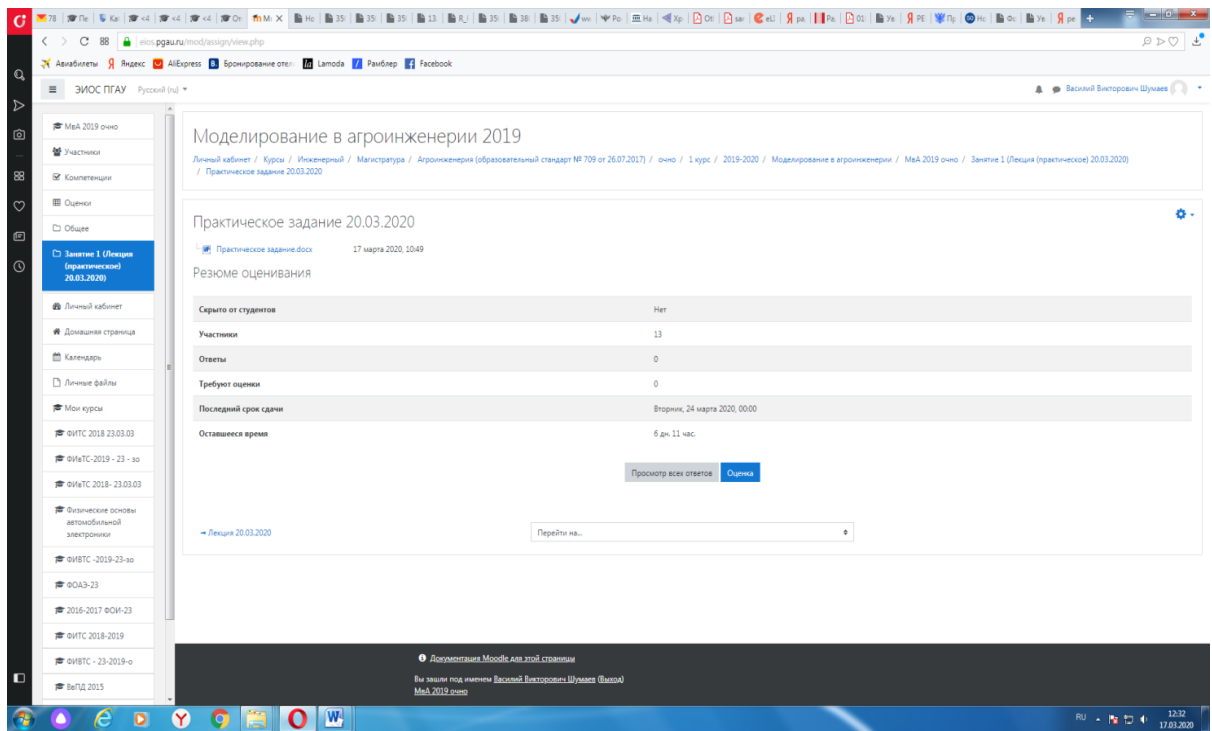 eios.pgau.ru/mod/assign/view.php
Авиабилеты Яндекс AliExpress Бронирование отел Lamoda Рамблер Facebook
ЭИОС ПГАУ Русский (ru)
Василий Викторович Шумаев
МвА 2019 очно
Участники
Компетенции
Оценки
Общее
Занятие 1 (Лекция
(практическое)
20.03.2020)
Личный кабинет
Домашняя страница
Календарь
Личные файлы
Мои курсы
ФИТС 2018 23.03.03
ФИвТС-2019 - 23 - зо
ФИвТС 2018- 23.03.03
Физические основы
автомобильной
электроники
ФИВТС -2019-23-зо
ФОАЭ-23
2016-2017 ФОИ-23
ФИТС 2018-2019
ФИВТС - 23-2019-о
ВеПД 2015
Моделирование в агроинженерии 2019
Личный кабинет / Курсы / Инженерный / Магистратура / Агроинженерия (образовательный стандарт № 709 от 26.07.2017) / очно / 1 курс / 2019-2020 / Моделирование в агроинженерии / МвА 2019 очно / Занятие 1 (Лекция (практическое) 20.03.2020)
/ Практическое задание 20.03.2020
Практическое задание 20.03.2020
Практическое задание.docx 17 марта 2020, 10:49
Резюме оценивания
Скрыто от студентов Нет
Участники 13
Ответы 0
Требуют оценки 0
Последний срок сдачи Вторник, 24 марта 2020, 00:00
Оставшееся время 6 дн. 11 час.
Просмотр всех ответов Оценка
→ Лекция 20.03.2020 Перейти на...
Документация Moodle для этой страницы
Вы зашли под именем Василий Викторович Шумаев (Выход)
МвА 2019 очно
RU 12:32
17.03.2020